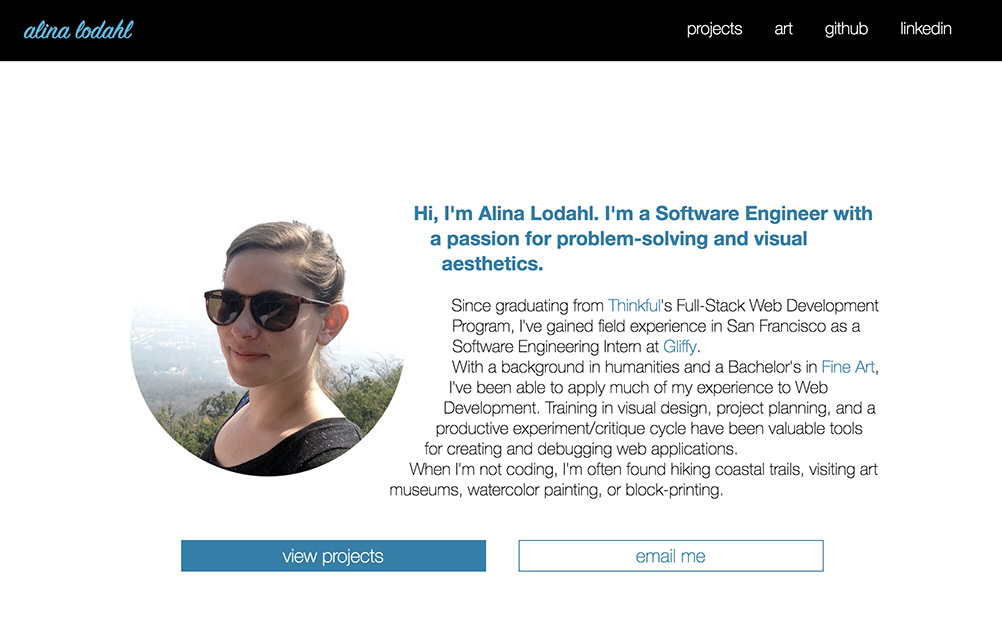 alina lodahl
projects art github linkedin
Hi, I'm Alina Lodahl. I'm a Software Engineer with
a passion for problem-solving and visual
aesthetics.
Since graduating from Thinkful's Full-Stack Web Development
Program, I've gained field experience in San Francisco as a
Software Engineering Intern at Gliffy.
With a background in humanities and a Bachelor's in Fine Art,
I've been able to apply much of my experience to Web
Development. Training in visual design, project planning, and a
productive experiment/critique cycle have been valuable tools
for creating and debugging web applications.
When I'm not coding, I'm often found hiking coastal trails, visiting art
museums, watercolor painting, or block-printing.
view projects
email me